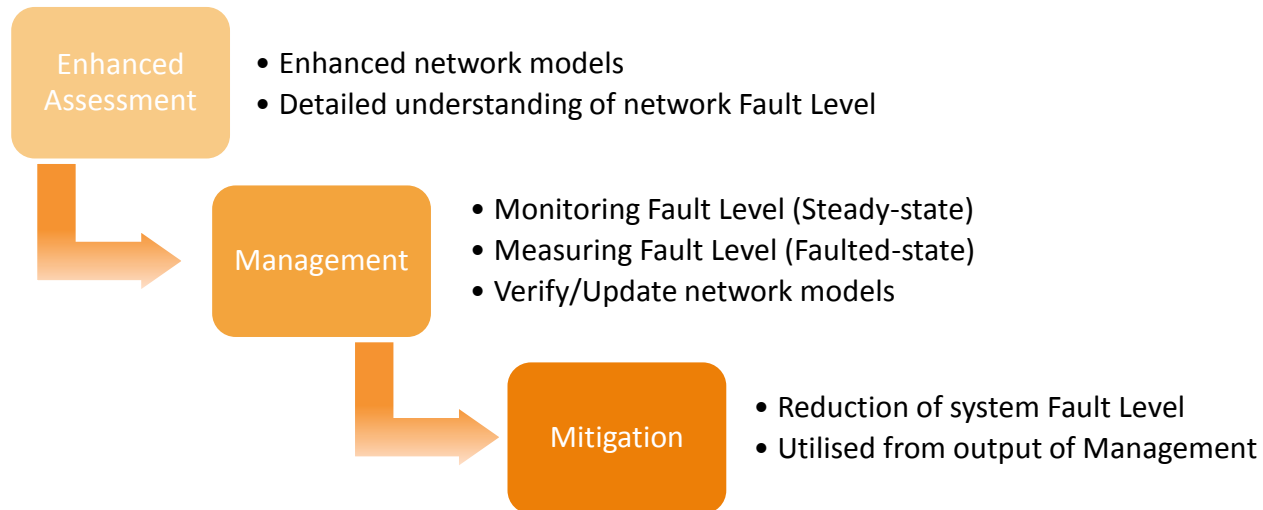 Enhanced
Assessment
• Enhanced network models
• Detailed understanding of network Fault Level
Management
• Monitoring Fault Level (Steady-state)
• Measuring Fault Level (Faulted-state)
• Verify/Update network models
Mitigation
• Reduction of system Fault Level
• Utilised from output of Management